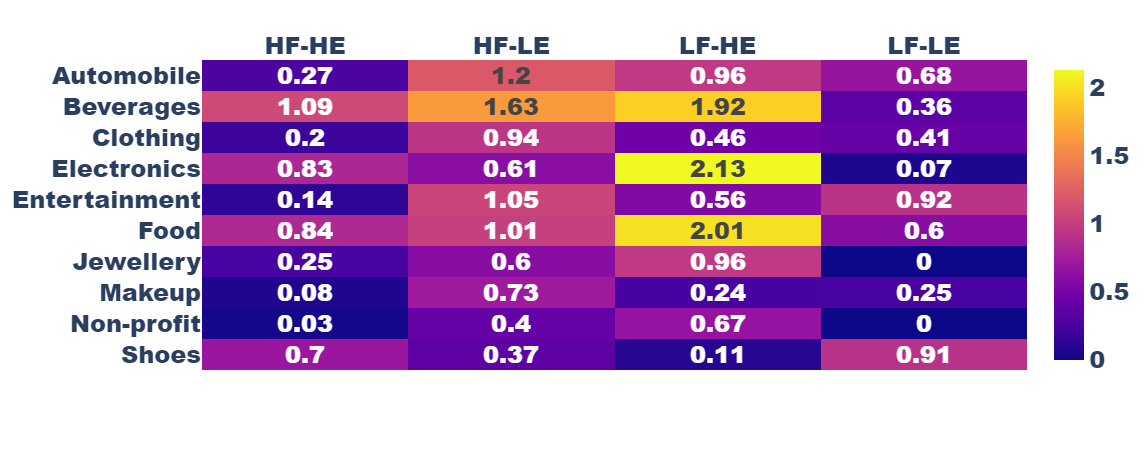 HF-HE HF-LE LF-HE LF-LE
Automobile 0.27 1.2 0.96 0.68
Beverages 1.09 1.63 1.92 0.36
Clothing 0.2 0.94 0.46 0.41
Electronics 0.83 0.61 2.13 0.07
Entertainment 0.14 1.05 0.56 0.92
Food 0.84 1.01 2.01 0.6
Jewellery 0.25 0.6 0.96 0
Makeup 0.08 0.73 0.24 0.25
Non-profit 0.03 0.4 0.67 0
Shoes 0.7 0.37 0.11 0.91
2
1.5
1
0.5
0